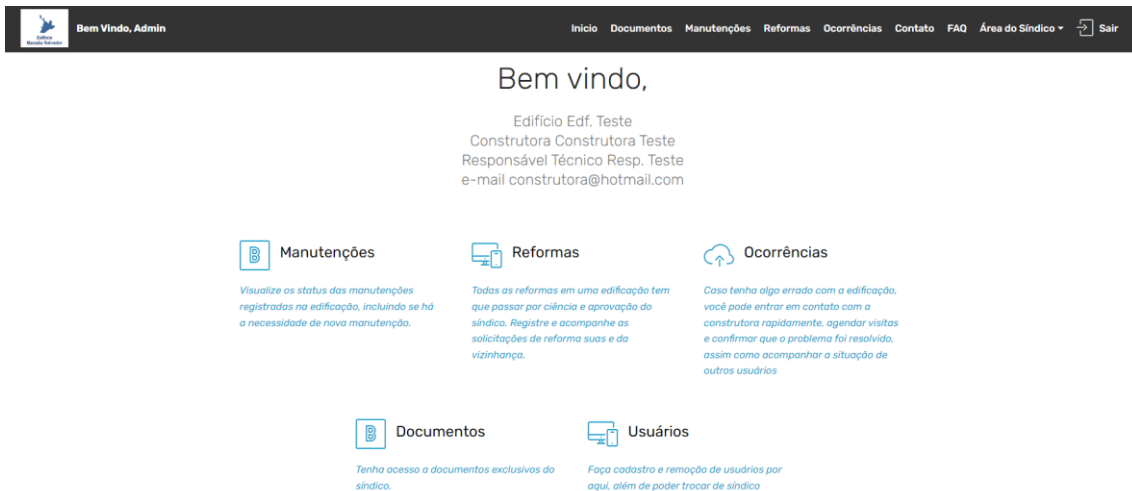 Edifício
Mansão Salvador
Bem Vindo, Admin
Inicio Documentos Manutenções Reformas Ocorrências Contato FAQ Área do Síndico Sair
Bem vindo,
Edifício Edf. Teste
Construtora Construtora Teste
Responsável Técnico Resp. Teste
e-mail construtora@hotmail.com
B Manutenções
Visualize os status das manutenções
registradas na edificação, incluindo se há
a necessidade de nova manutenção.
Reformas
Todas as reformas em uma edificação tem
que passar por ciência e aprovação do
síndico. Registre e acompanhe as
solicitações de reforma suas e da
vizinhança.
Ocorrências
Caso tenha algo errado com a edificação,
você pode entrar em contato com a
construtora rapidamente, agendar visitas
e confirmar que o problema foi resolvido,
assim como acompanhar a situação de
outros usuários
B Documentos
Tenha acesso a documentos exclusivos do
síndico.
Usuários
Faça cadastro e remoção de usuários por
aqui, além de poder trocar de síndico